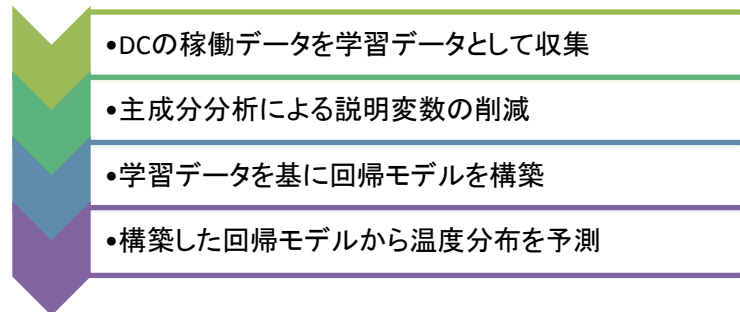 •DCの稼働データを学習データとして収集
•主成分分析による説明変数の削減
•学習データを基に回帰モデルを構築
•構築した回帰モデルから温度分布を予測